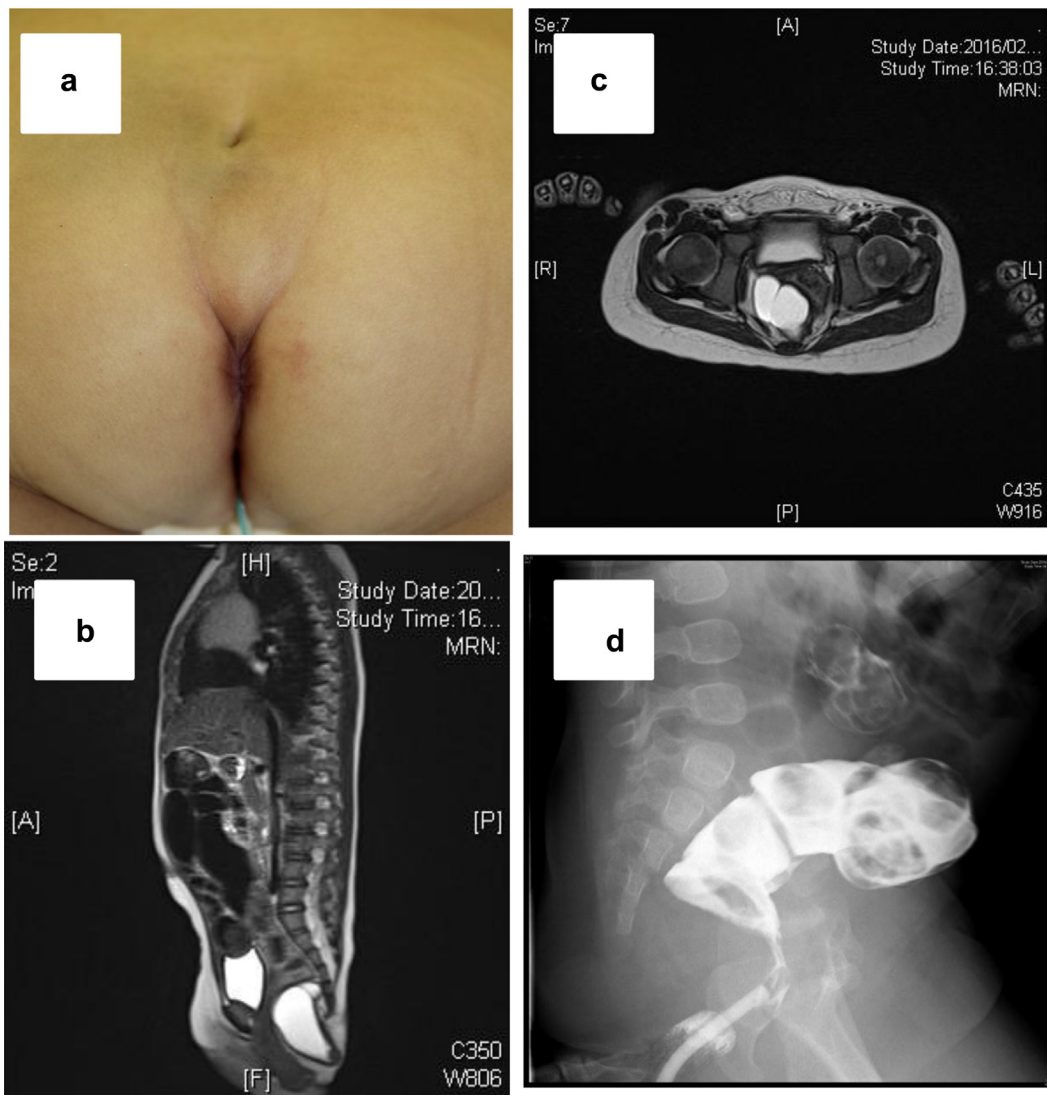 a
Se:7
Im
[A]
.
Study Date:2016/02...
Study Time:16:38:03
MRN:
c
[R]
[L]
C435
W916
[P]
Se:2
Im
[H]
.
Study Date:20...
Study Time:16...
MRN:
b
[A]
[P]
C350
W806
[F]
d